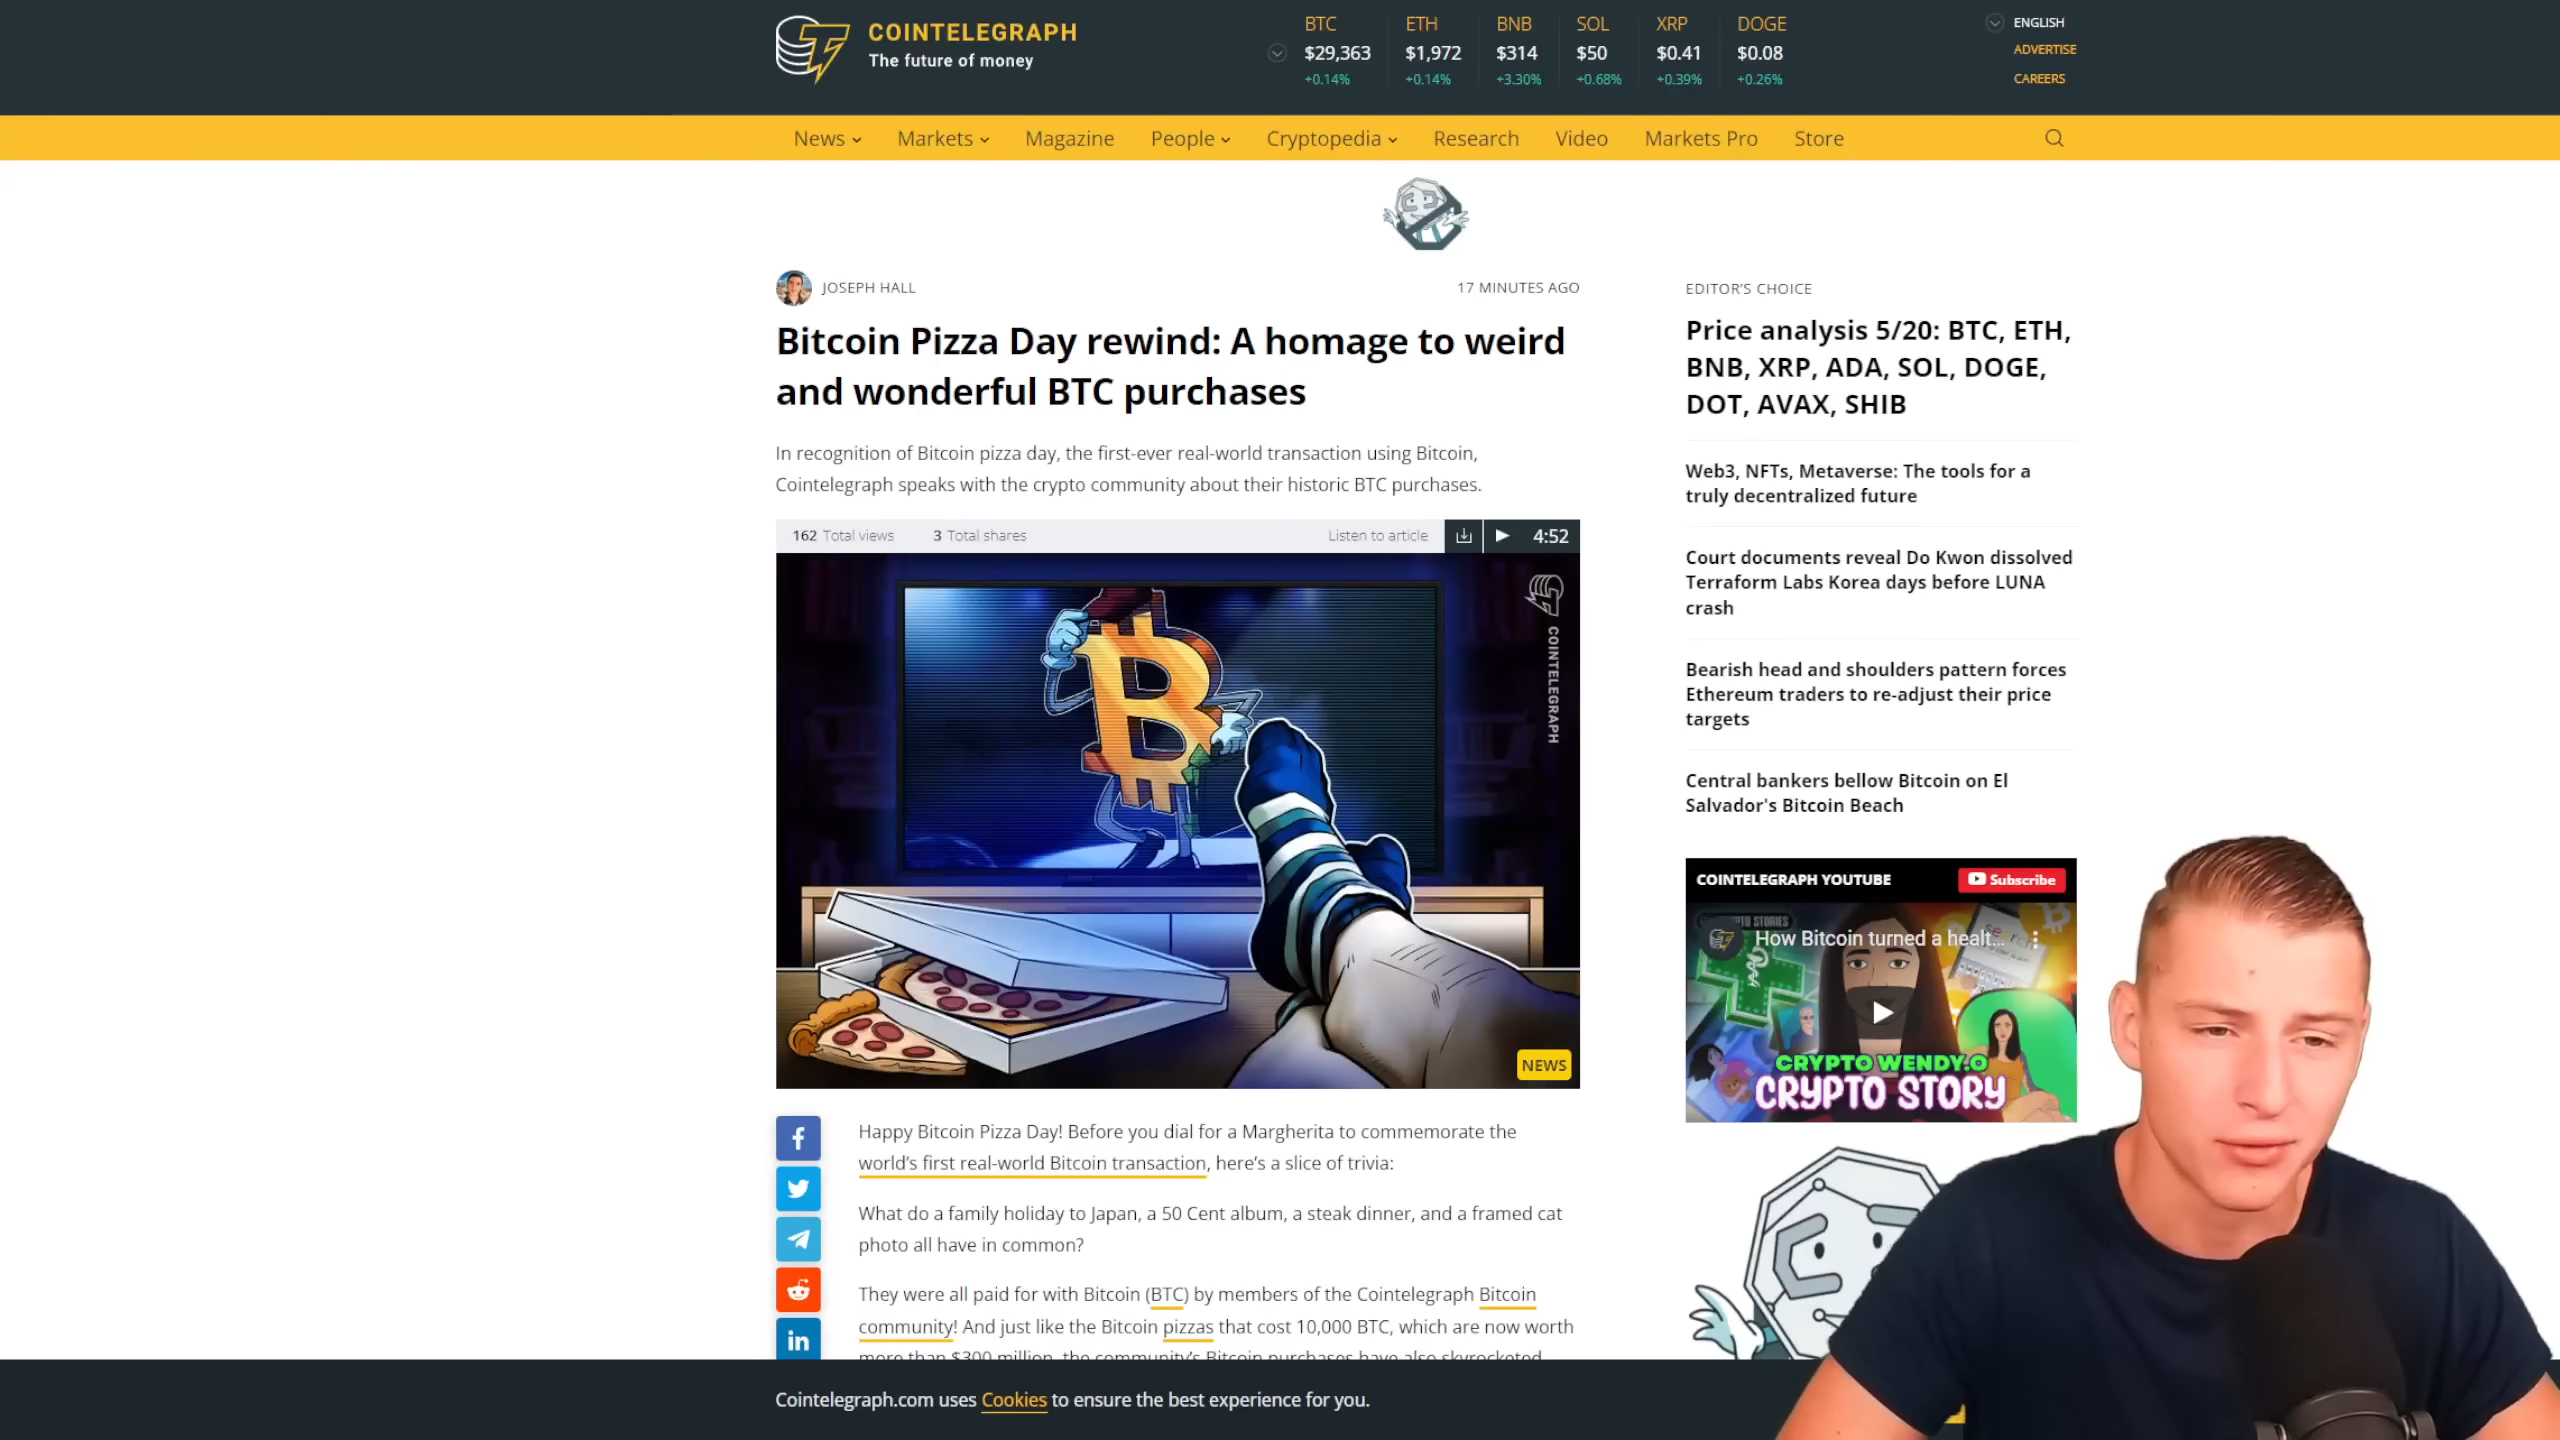 COINTELEGRAPH
The future of money
BTC
$29,363
+0.14%
ETH
$1,972
+0.14%
BNB
$314
+3.30%
SOL
$50
+0.68%
XRP
$0.41
+0.39%
DOGE
$0.08
+0.26%
ENGLISH
ADVERTISE
CAREERS
News
Markets
Magazine
People
Cryptopedia
Research
Video
Markets Pro
Store
JOSEPH HALL
17 MINUTES AGO
Bitcoin Pizza Day rewind: A homage to weird
and wonderful BTC purchases
In recognition of Bitcoin pizza day, the first-ever real-world transaction using Bitcoin,
Cointelegraph speaks with the crypto community about their historic BTC purchases.
162 Total views
3 Total shares
Listen to article
4:52
COINTELEGRAPH
NEWS
Happy Bitcoin Pizza Day! Before you dial for a Margherita to commemorate the
world's first real-world Bitcoin transaction, here's a slice of trivia:
What do a family holiday to Japan, a 50 Cent album, a steak dinner, and a framed cat
photo all have in common?
They were all paid for with Bitcoin (BTC) by members of the Cointelegraph Bitcoin
community! And just like the Bitcoin pizzas that cost 10,000 BTC, which are now worth
more than $300 million, the community's Bitcoin purchases have also skyrocketed
EDITOR'S CHOICE
Price analysis 5/20: BTC, ETH,
BNB, XRP, ADA, SOL, DOGE,
DOT, AVAX, SHIB
Web3, NFTs, Metaverse: The tools for a
truly decentralized future
Court documents reveal Do Kwon dissolved
Terraform Labs Korea days before LUNA
crash
Bearish head and shoulders pattern forces
Ethereum traders to re-adjust their price
targets
Central bankers bellow Bitcoin on El
Salvador's Bitcoin Beach
COINTELEGRAPH YOUTUBE
Subscribe
How Bitcoin turned a healt...
CRYPTO WENDY.O
CRYPTO STORY
Cointelegraph.com uses Cookies to ensure the best experience for you.